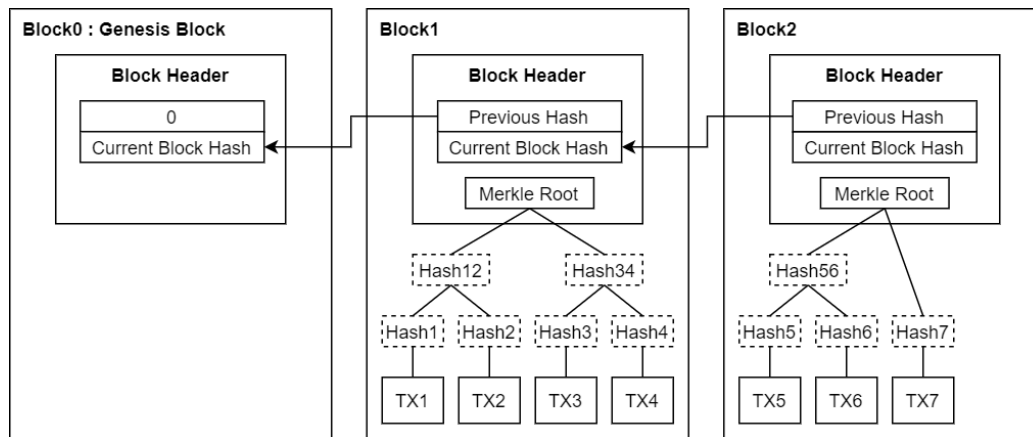 Block0 : Genesis Block
Block Header
0
Current Block Hash
Block1
Block Header
Previous Hash
Current Block Hash
Merkle Root
Hash12
Hash34
Hash1
Hash2
Hash3
Hash4
TX1
TX2
TX3
TX4
Block2
Block Header
Previous Hash
Current Block Hash
Merkle Root
Hash56
Hash5
Hash6
Hash7
TX5
TX6
TX7